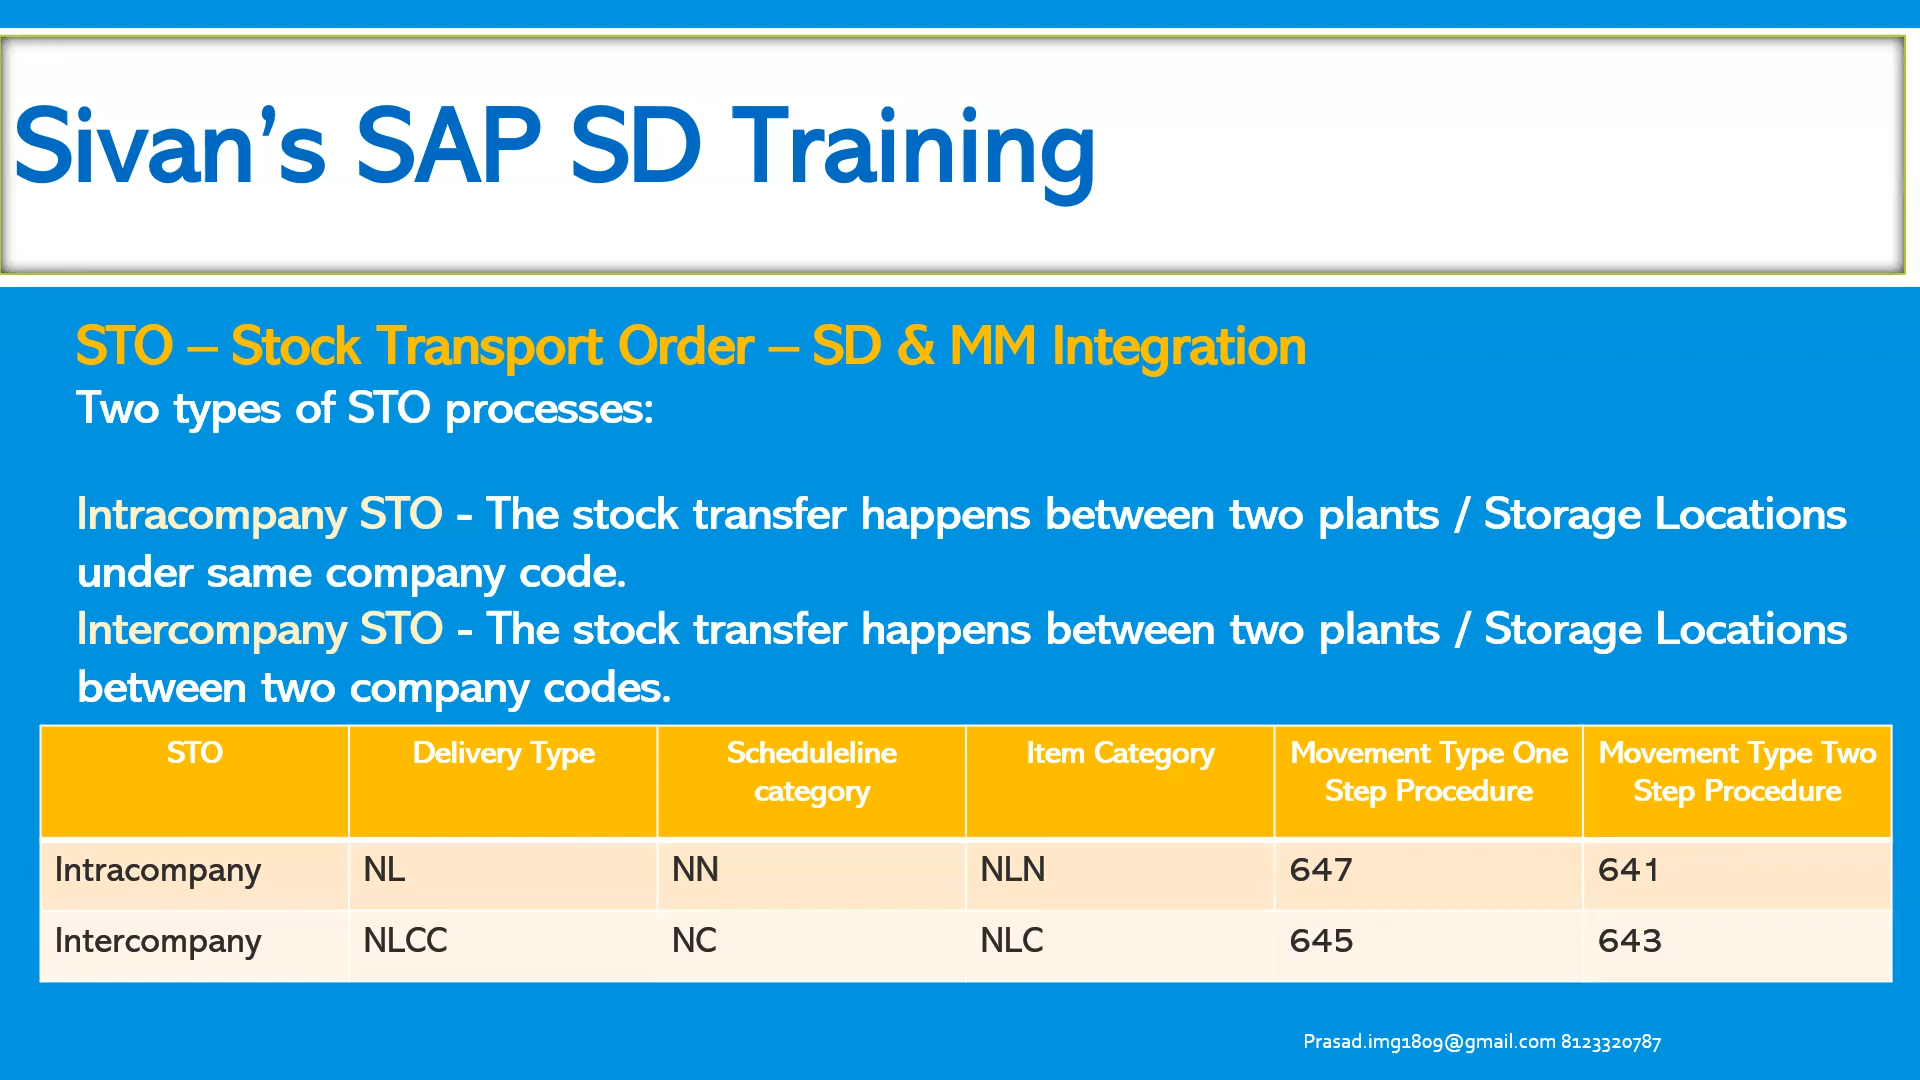 Sivan’s SAP SD Training
STO – Stock Transport Order – SD & MM Integration
Two types of STO processes:
Intracompany STO - The stock transfer happens between two plants / Storage Locations
under same company code.
Intercompany STO - The stock transfer happens between two plants / Storage Locations
between two company codes.
STO Delivery Type Scheduleline category Item Category Movement Type One Step Procedure Movement Type Two Step Procedure
Intracompany NL NN NLN 647 641
Intercompany NLCC NC NLC 645 643
Prasad.img1809@gmail.com 8123320787